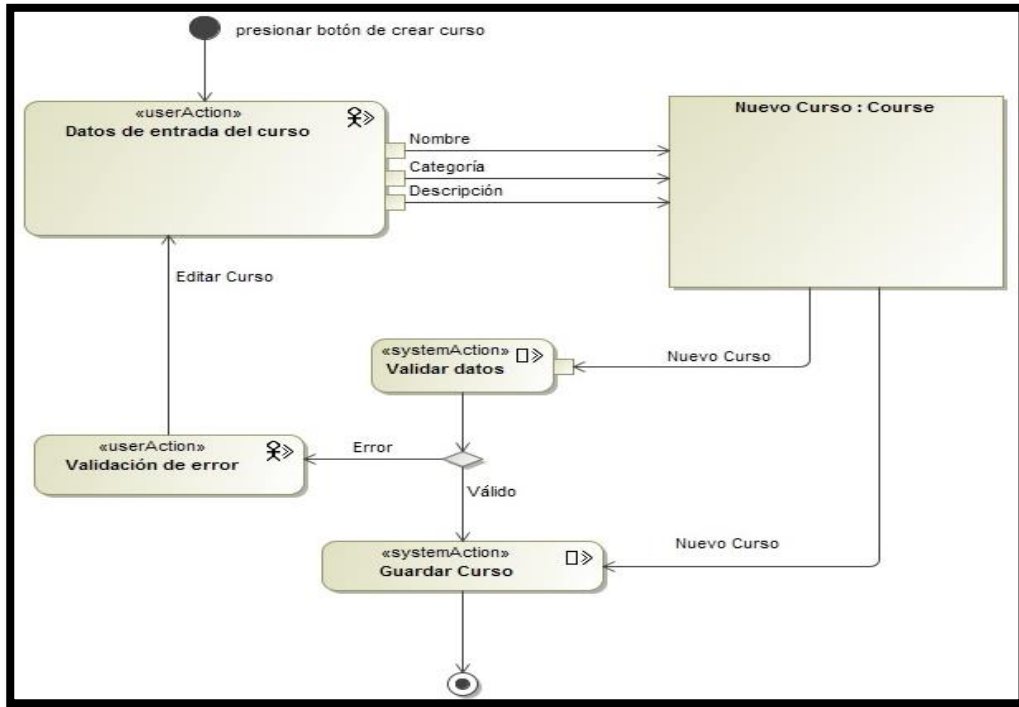 presionar botón de crear curso
«userAction»
Datos de entrada del curso
Nuevo Curso : Course
Nombre
Categoría
Descripción
Editar Curso
«systemAction»
Validar datos
Nuevo Curso
«userAction»
Validación de error
Error
Válido
«systemAction»
Guardar Curso
Nuevo Curso